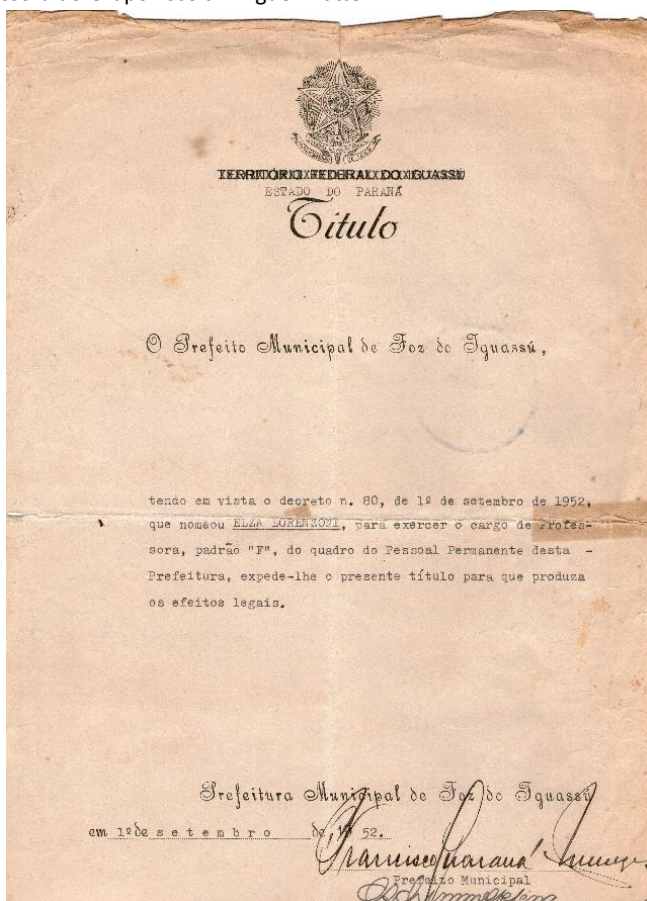 TERRITÓRIO FEDERAL DO IGUASSÚ
ESTADO DO PARANÁ
Título
O Prefeito Municipal de Foz do Iguassú,
tendo em vista o decreto n. 80, de 1º de setembro de 1952,
que nomeou ELZA LORENZONI, para exercer o cargo de Profes-
sora, padrão "F", do quadro do Pessoal Permanente desta -
Prefeitura, expede-lhe o presente título para que produza
os efeitos legais.
Prefeitura Municipal de Foz do Iguassú
em 1º de setembro de 1952.
Francisco Guaraná Menezes
Prefeito Municipal